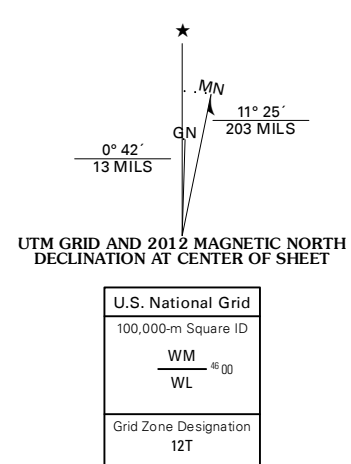 ★
MN
11° 25´
203 MILS
GN
0° 42´
13 MILS
UTM GRID AND 2012 MAGNETIC NORTH
DECLINATION AT CENTER OF SHEET
U.S. National Grid
100,000-m Square ID
WM
46 00
WL
Grid Zone Designation
12T